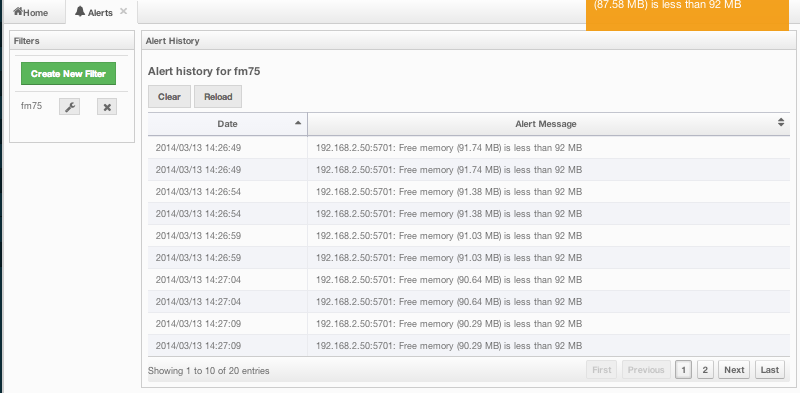 Home
Alerts
(87.58 MB) is less than 92 MB
Filters
Create New Filter
fm75
Alert History
Alert history for fm75
Clear Reload
Date Alert Message
2014/03/13 14:26:49 192.168.2.50:5701: Free memory (91.74 MB) is less than 92 MB
2014/03/13 14:26:49 192.168.2.50:5701: Free memory (91.74 MB) is less than 92 MB
2014/03/13 14:26:54 192.168.2.50:5701: Free memory (91.38 MB) is less than 92 MB
2014/03/13 14:26:54 192.168.2.50:5701: Free memory (91.38 MB) is less than 92 MB
2014/03/13 14:26:59 192.168.2.50:5701: Free memory (91.03 MB) is less than 92 MB
2014/03/13 14:26:59 192.168.2.50:5701: Free memory (91.03 MB) is less than 92 MB
2014/03/13 14:27:04 192.168.2.50:5701: Free memory (90.64 MB) is less than 92 MB
2014/03/13 14:27:04 192.168.2.50:5701: Free memory (90.64 MB) is less than 92 MB
2014/03/13 14:27:09 192.168.2.50:5701: Free memory (90.29 MB) is less than 92 MB
2014/03/13 14:27:09 192.168.2.50:5701: Free memory (90.29 MB) is less than 92 MB
Showing 1 to 10 of 20 entries
First Previous 1 2 Next Last